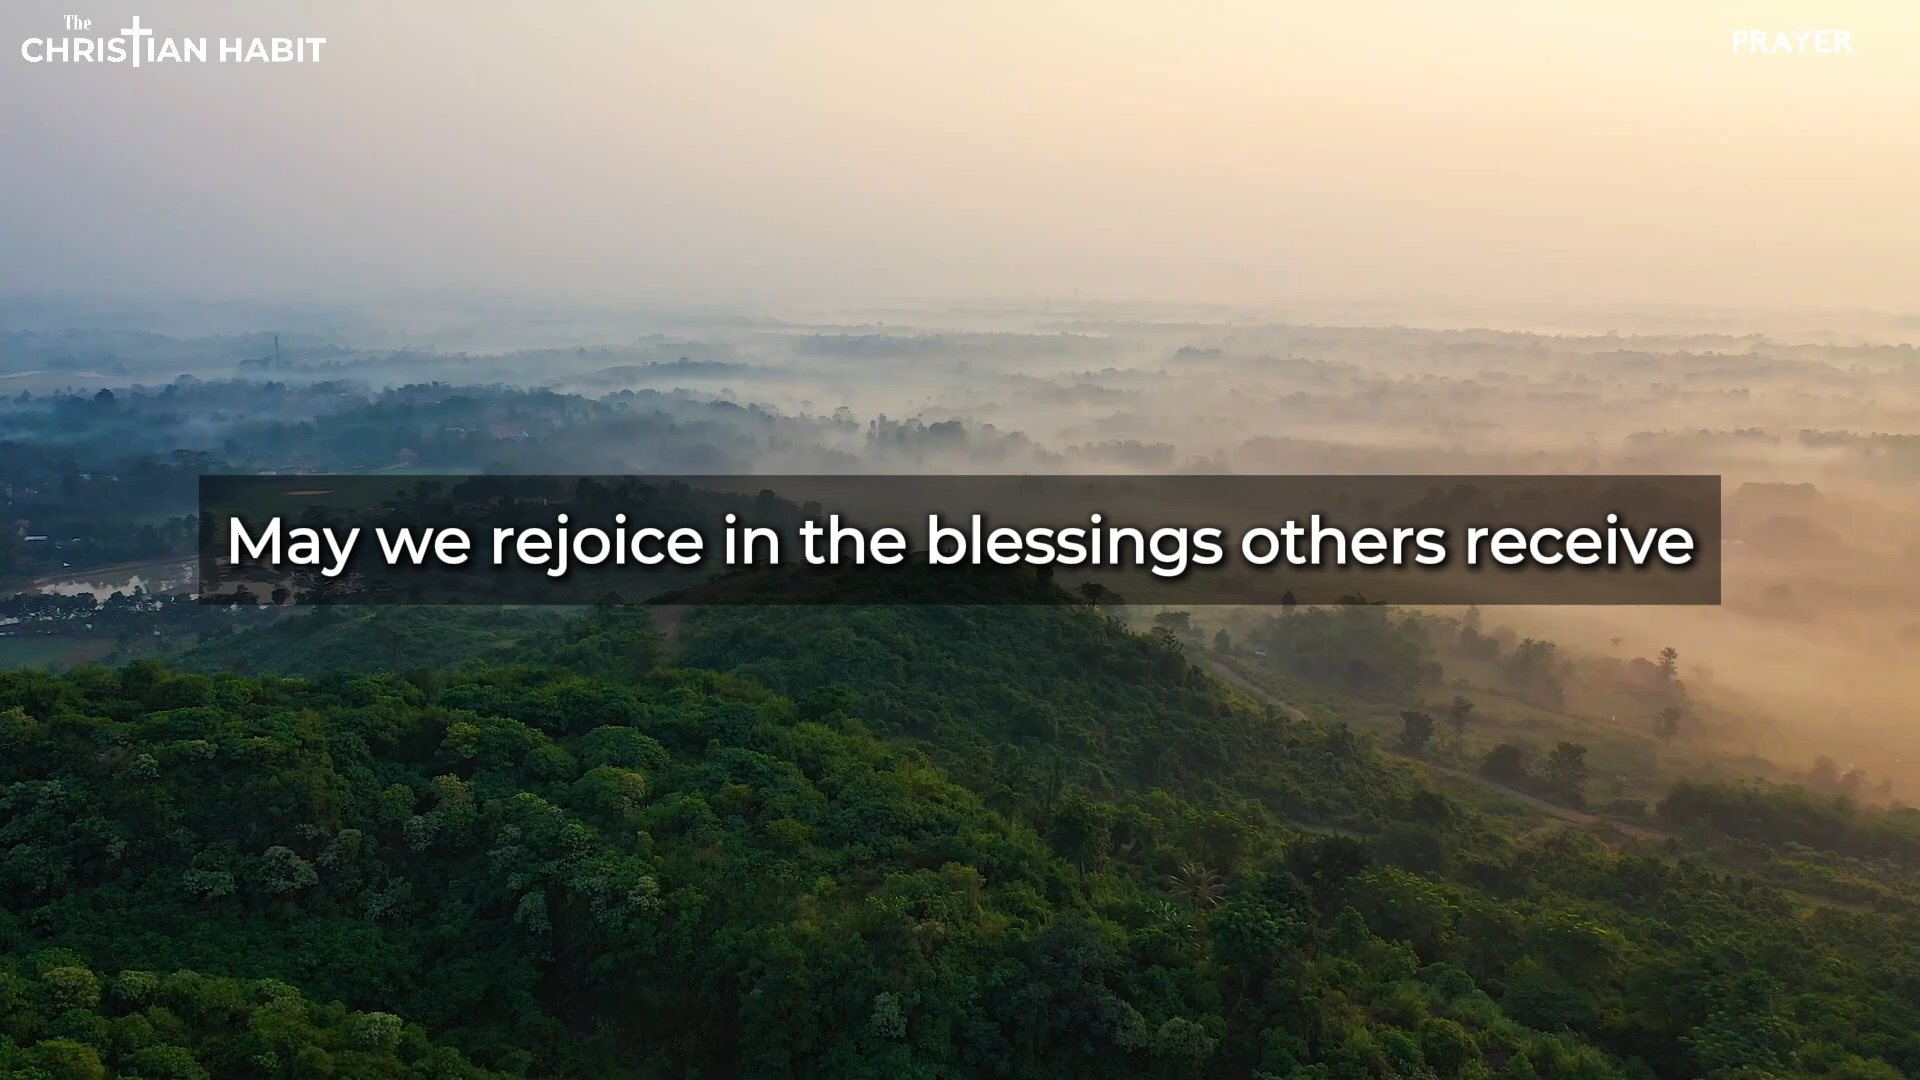 The
CHRISTIAN HABIT
PRAYER
May we rejoice in the blessings others receive